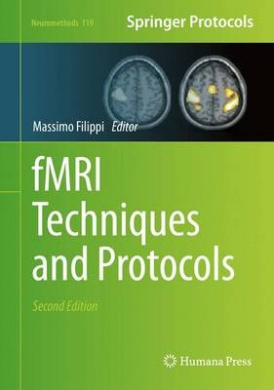 Neuromethods 119
Springer Protocols
Massimo Filippi Editor
fMRI
Techniques
and Protocols
Second Edition
Humana Press